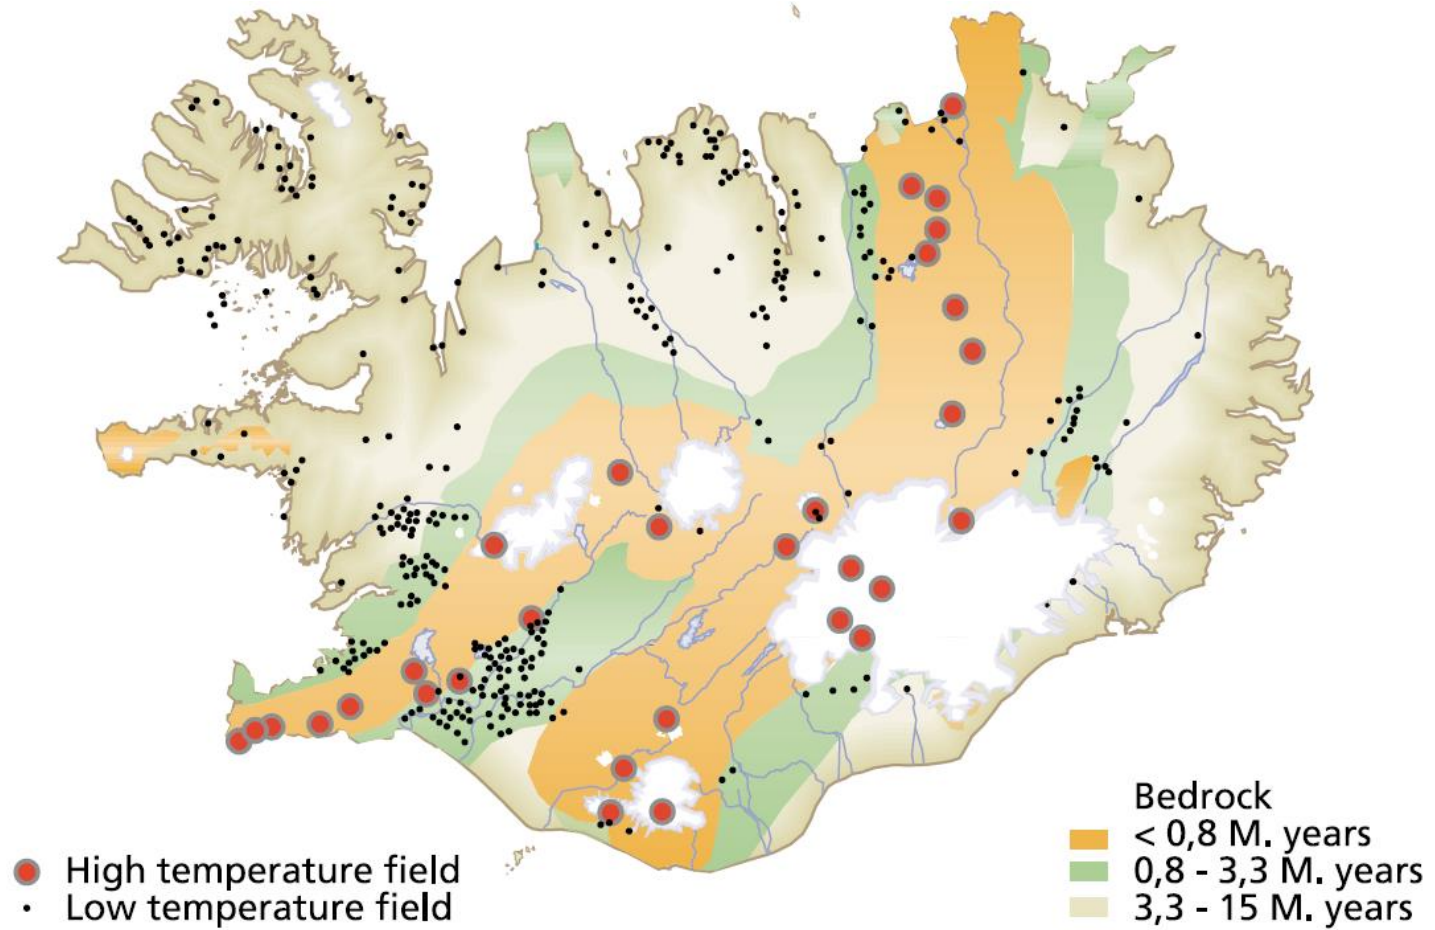 High temperature field
Low temperature field
Bedrock
< 0,8 M. years
0,8 - 3,3 M. years
3,3 - 15 M. years